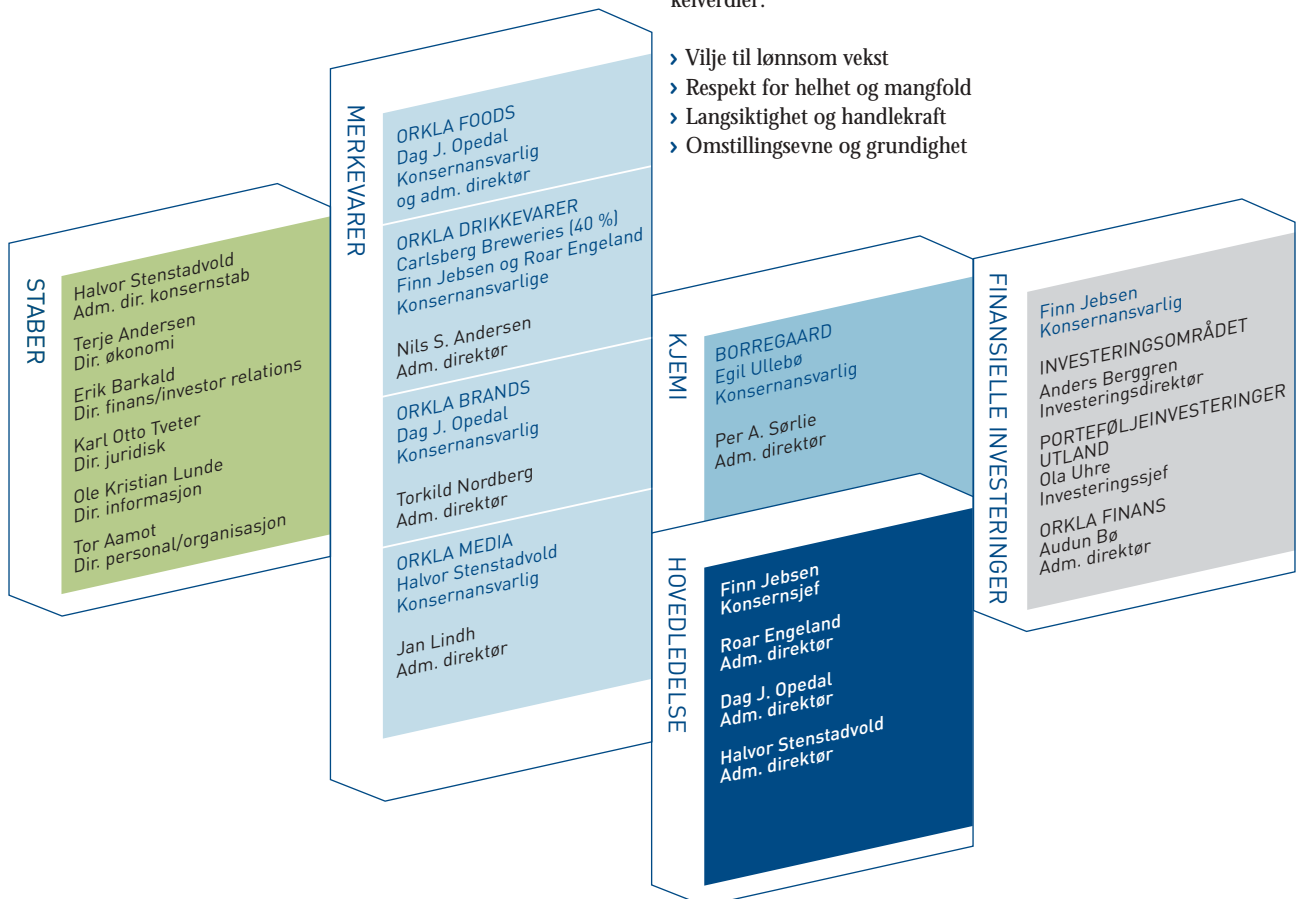 kelverdier:
› Vilje til lønnsom vekst
› Respekt for helhet og mangfold
› Langsiktighet og handlekraft
› Omstillingsevne og grundighet
STABER
Halvor Stenstadvold
Adm. dir. konsernstab
Terje Andersen
Dir. økonomi
Erik Barkald
Dir. finans/investor relations
Karl Otto Tveter
Dir. juridisk
Ole Kristian Lunde
Dir. informasjon
Tor Aamot
Dir. personal/organisasjon
MERKEVARER
ORKLA FOODS
Dag J. Opedal
Konsernansvarlig
og adm. direktør
ORKLA DRIKKEVARER
Carlsberg Breweries (40 %)
Finn Jebsen og Roar Engeland
Konsernansvarlige
Nils S. Andersen
Adm. direktør
ORKLA BRANDS
Dag J. Opedal
Konsernansvarlig
Torkild Nordberg
Adm. direktør
ORKLA MEDIA
Halvor Stenstadvold
Konsernansvarlig
Jan Lindh
Adm. direktør
KJEMI
BORREGAARD
Egil Ullebø
Konsernansvarlig
Per A. Sørlie
Adm. direktør
HOVEDLEDELSE
Finn Jebsen
Konsernsjef
Roar Engeland
Adm. direktør
Dag J. Opedal
Adm. direktør
Halvor Stenstadvold
Adm. direktør
FINANSIELLE INVESTERINGER
Finn Jebsen
Konsernansvarlig
INVESTERINGSOMRÅDET
Anders Berggren
Investeringsdirektør
PORTEFØLJEINVESTERINGER
UTLAND
Ola Uhre
Investeringssjef
ORKLA FINANS
Audun Bø
Adm. direktør